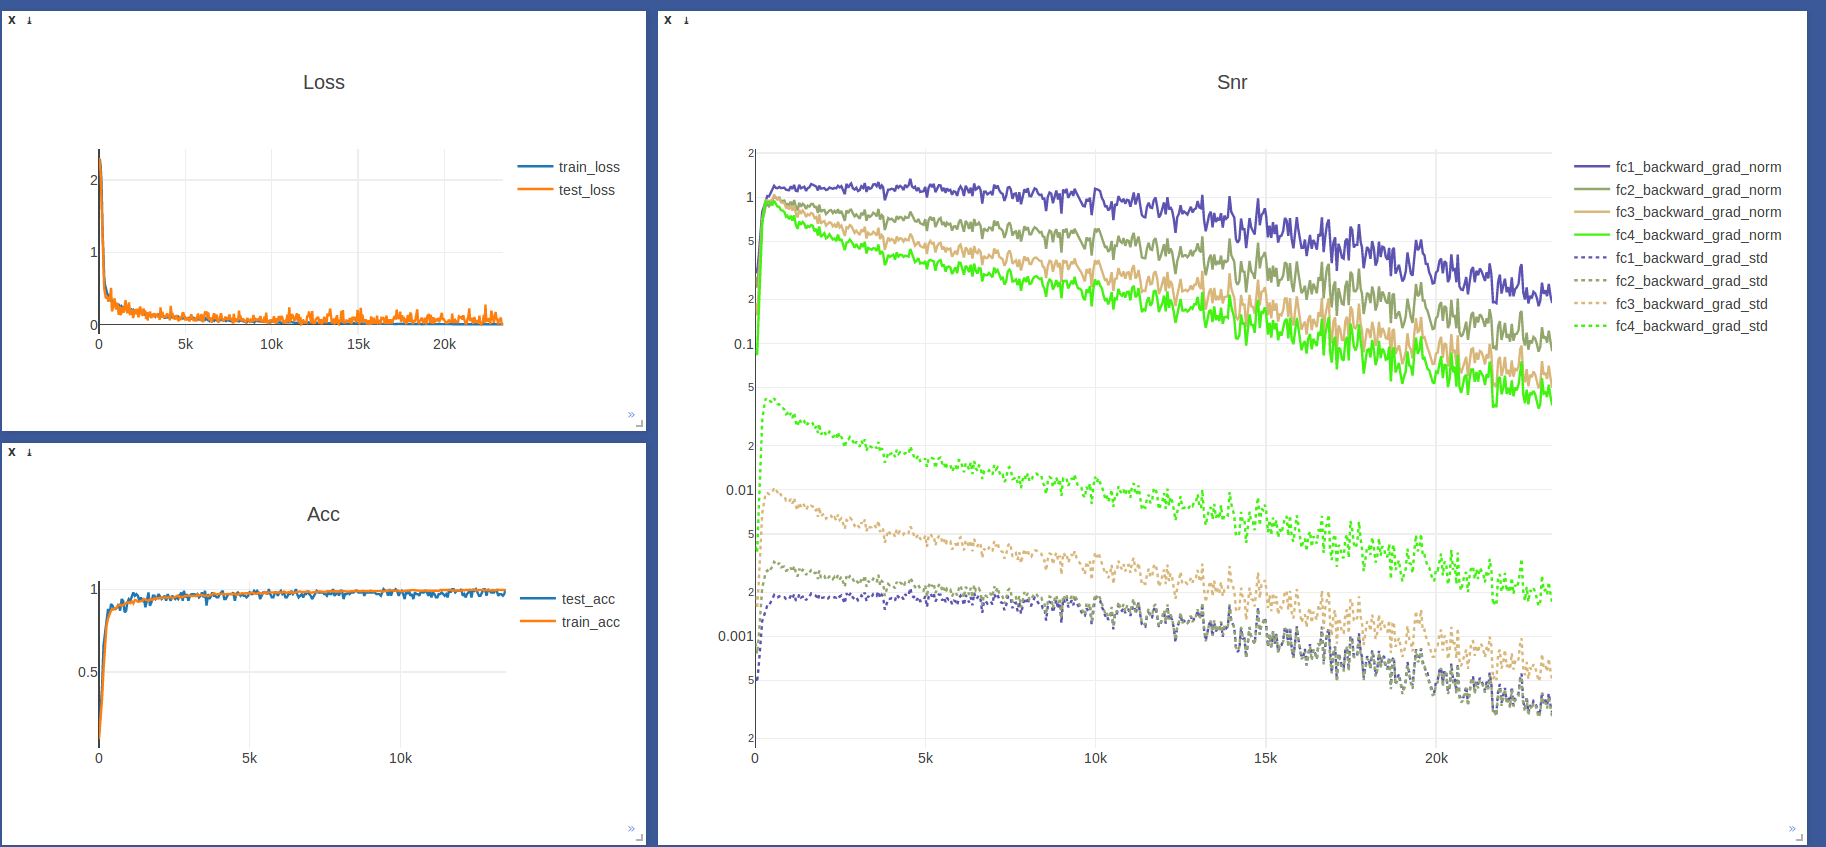 X ⤓
Loss
2
1
0
0 5k 10k 15k 20k
train_loss
test_loss
»
X ⤓
Acc
1
0.5
0 5k 10k
test_acc
train_acc
»
X ⤓
Snr
2
1
5
2
0.1
5
2
0.01
5
2
0.001
5
2
0 5k 10k 15k 20k
fc1_backward_grad_norm
fc2_backward_grad_norm
fc3_backward_grad_norm
fc4_backward_grad_norm
fc1_backward_grad_std
fc2_backward_grad_std
fc3_backward_grad_std
fc4_backward_grad_std
»